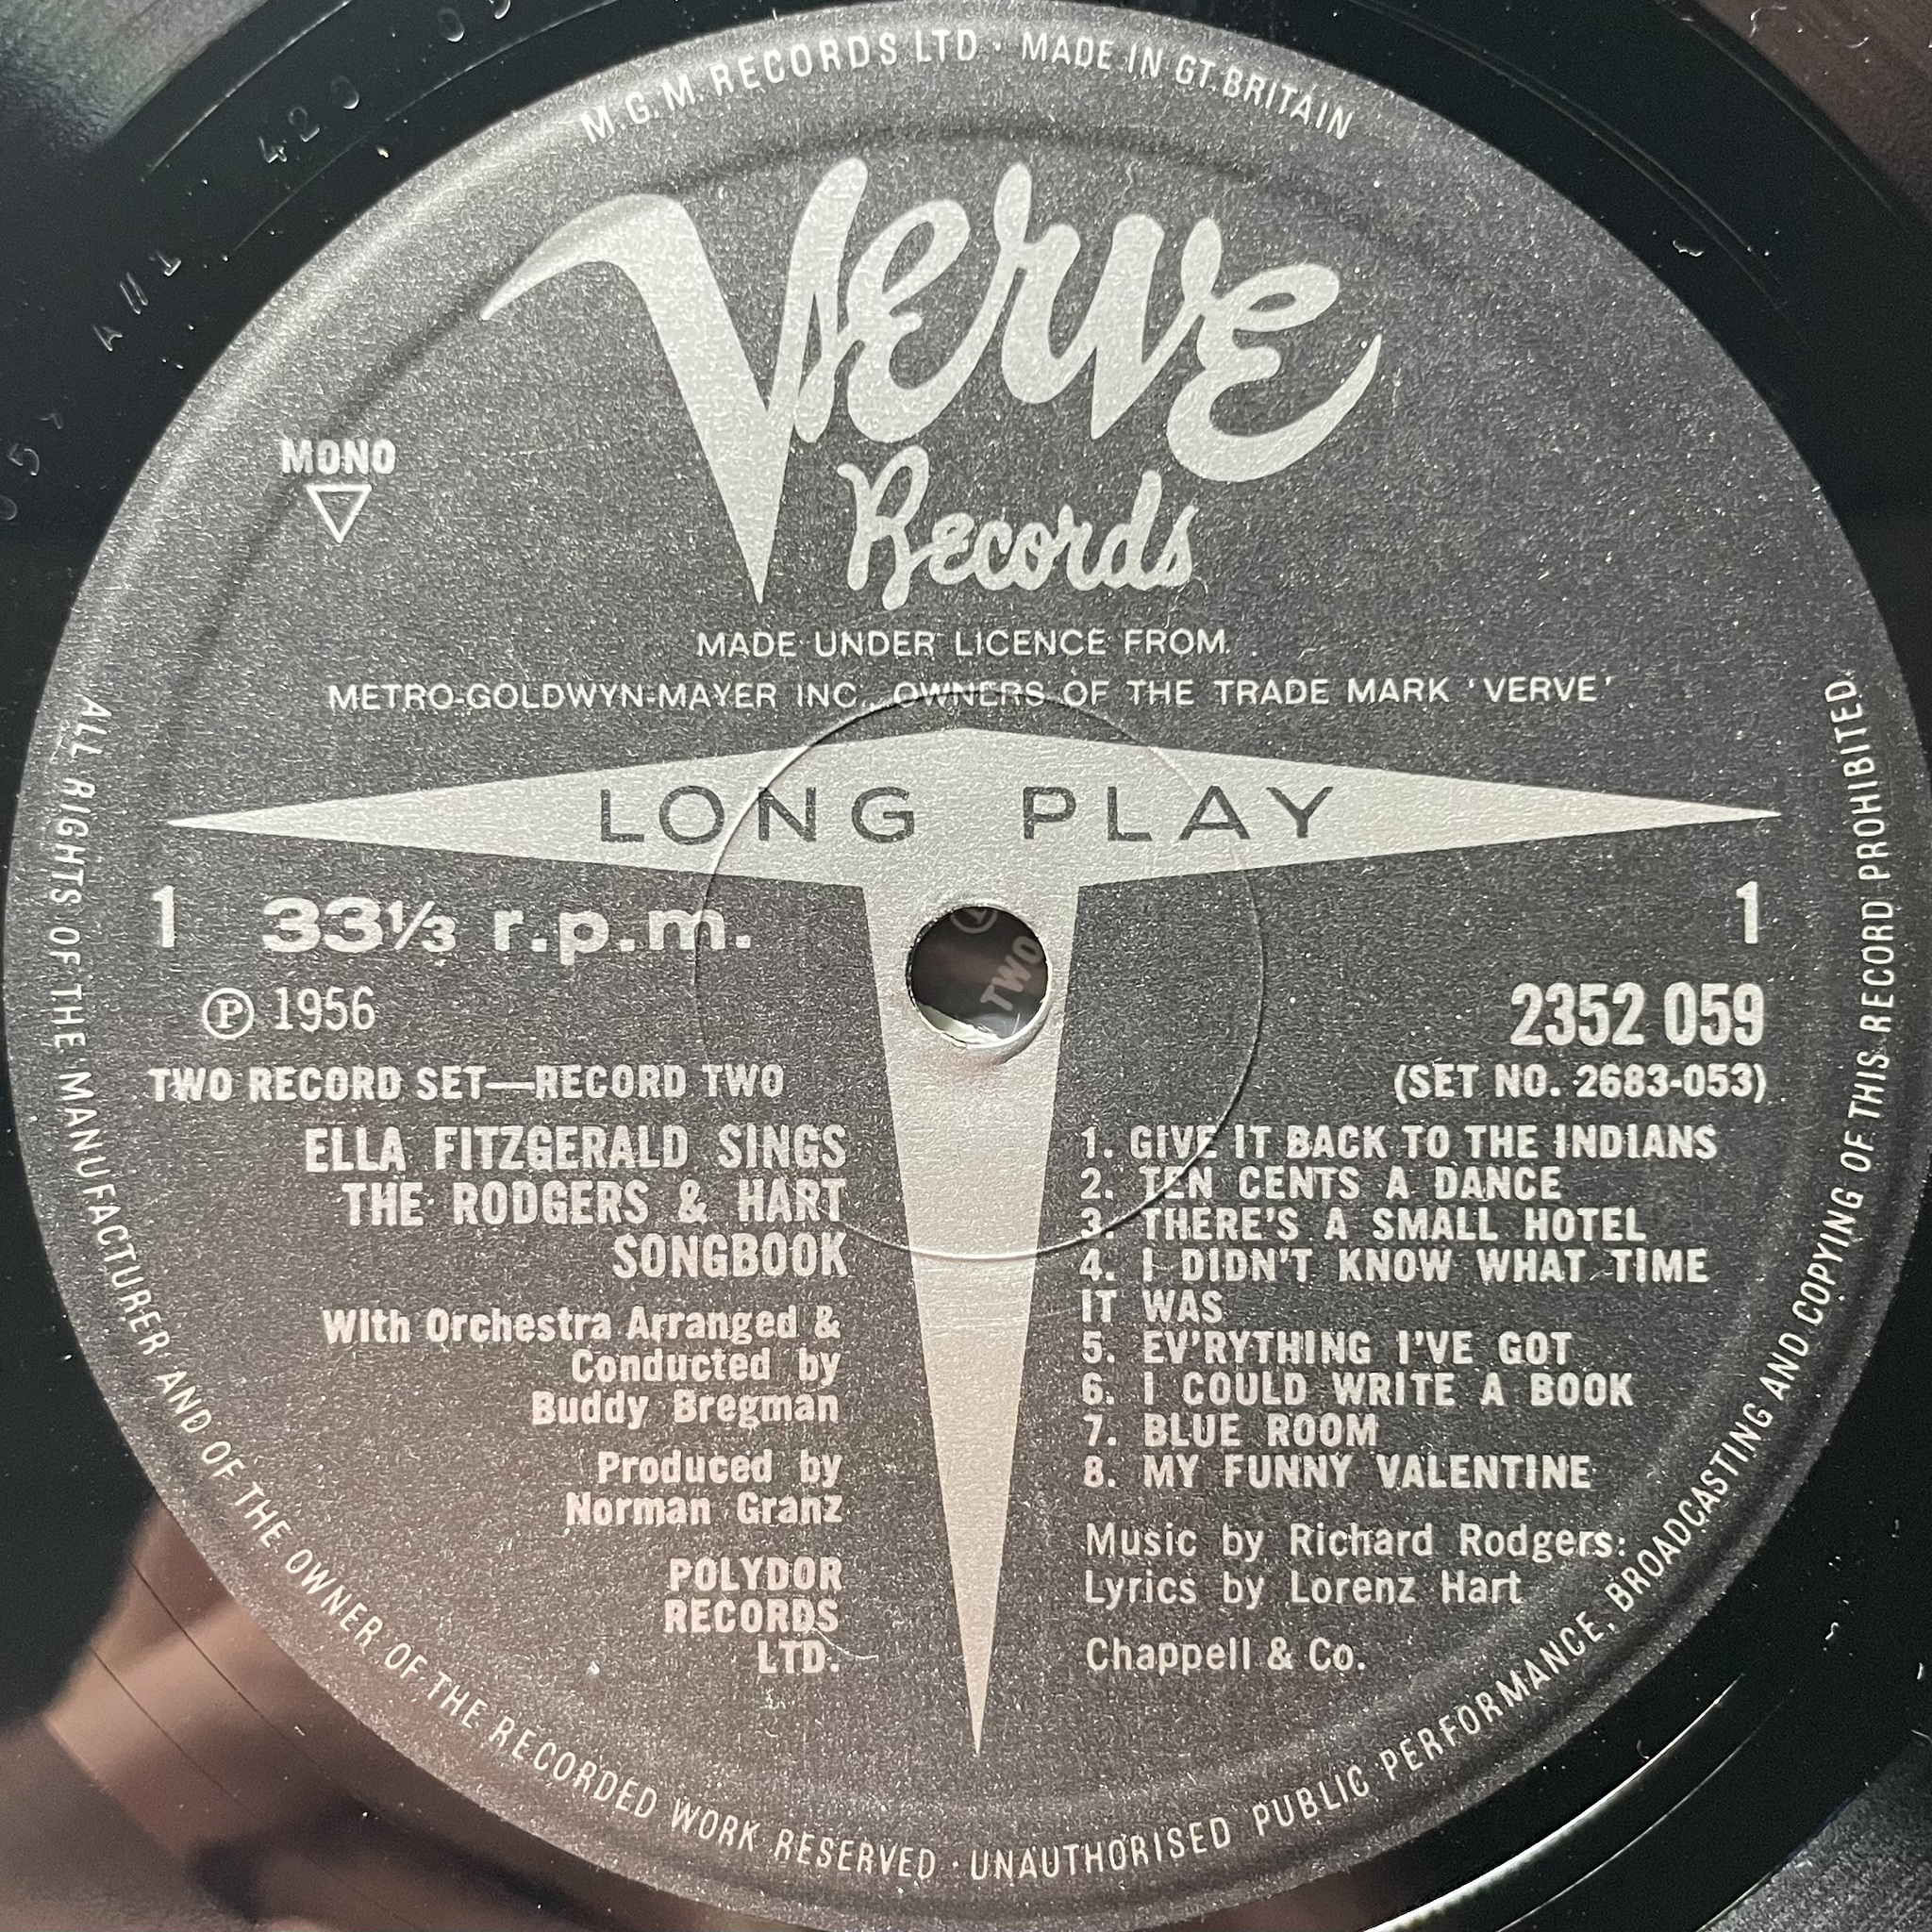 M.G.M. RECORDS LTD · MADE IN GT. BRITAIN
Verve
Records
MONO
MADE UNDER LICENCE FROM
METRO-GOLDWYN-MAYER INC., OWNERS OF THE TRADE MARK 'VERVE'
LONG PLAY
1 33⅓ r.p.m.
1
Ⓟ 1956
2352 059
TWO RECORD SET—RECORD TWO
(SET NO. 2683-053)
ELLA FITZGERALD SINGS
THE RODGERS & HART
SONGBOOK
With Orchestra Arranged &
Conducted by
Buddy Bregman
Produced by
Norman Granz
POLYDOR
RECORDS
LTD.
1. GIVE IT BACK TO THE INDIANS
2. TEN CENTS A DANCE
3. THERE'S A SMALL HOTEL
4. I DIDN'T KNOW WHAT TIME
IT WAS
5. EV'RYTHING I'VE GOT
6. I COULD WRITE A BOOK
7. BLUE ROOM
8. MY FUNNY VALENTINE
Music by Richard Rodgers:
Lyrics by Lorenz Hart
Chappell & Co.
ALL RIGHTS OF THE MANUFACTURER AND OF THE OWNER OF THE RECORDED WORK RESERVED · UNAUTHORISED PUBLIC PERFORMANCE, BROADCASTING AND COPYING OF THIS RECORD PROHIBITED
TWO
420